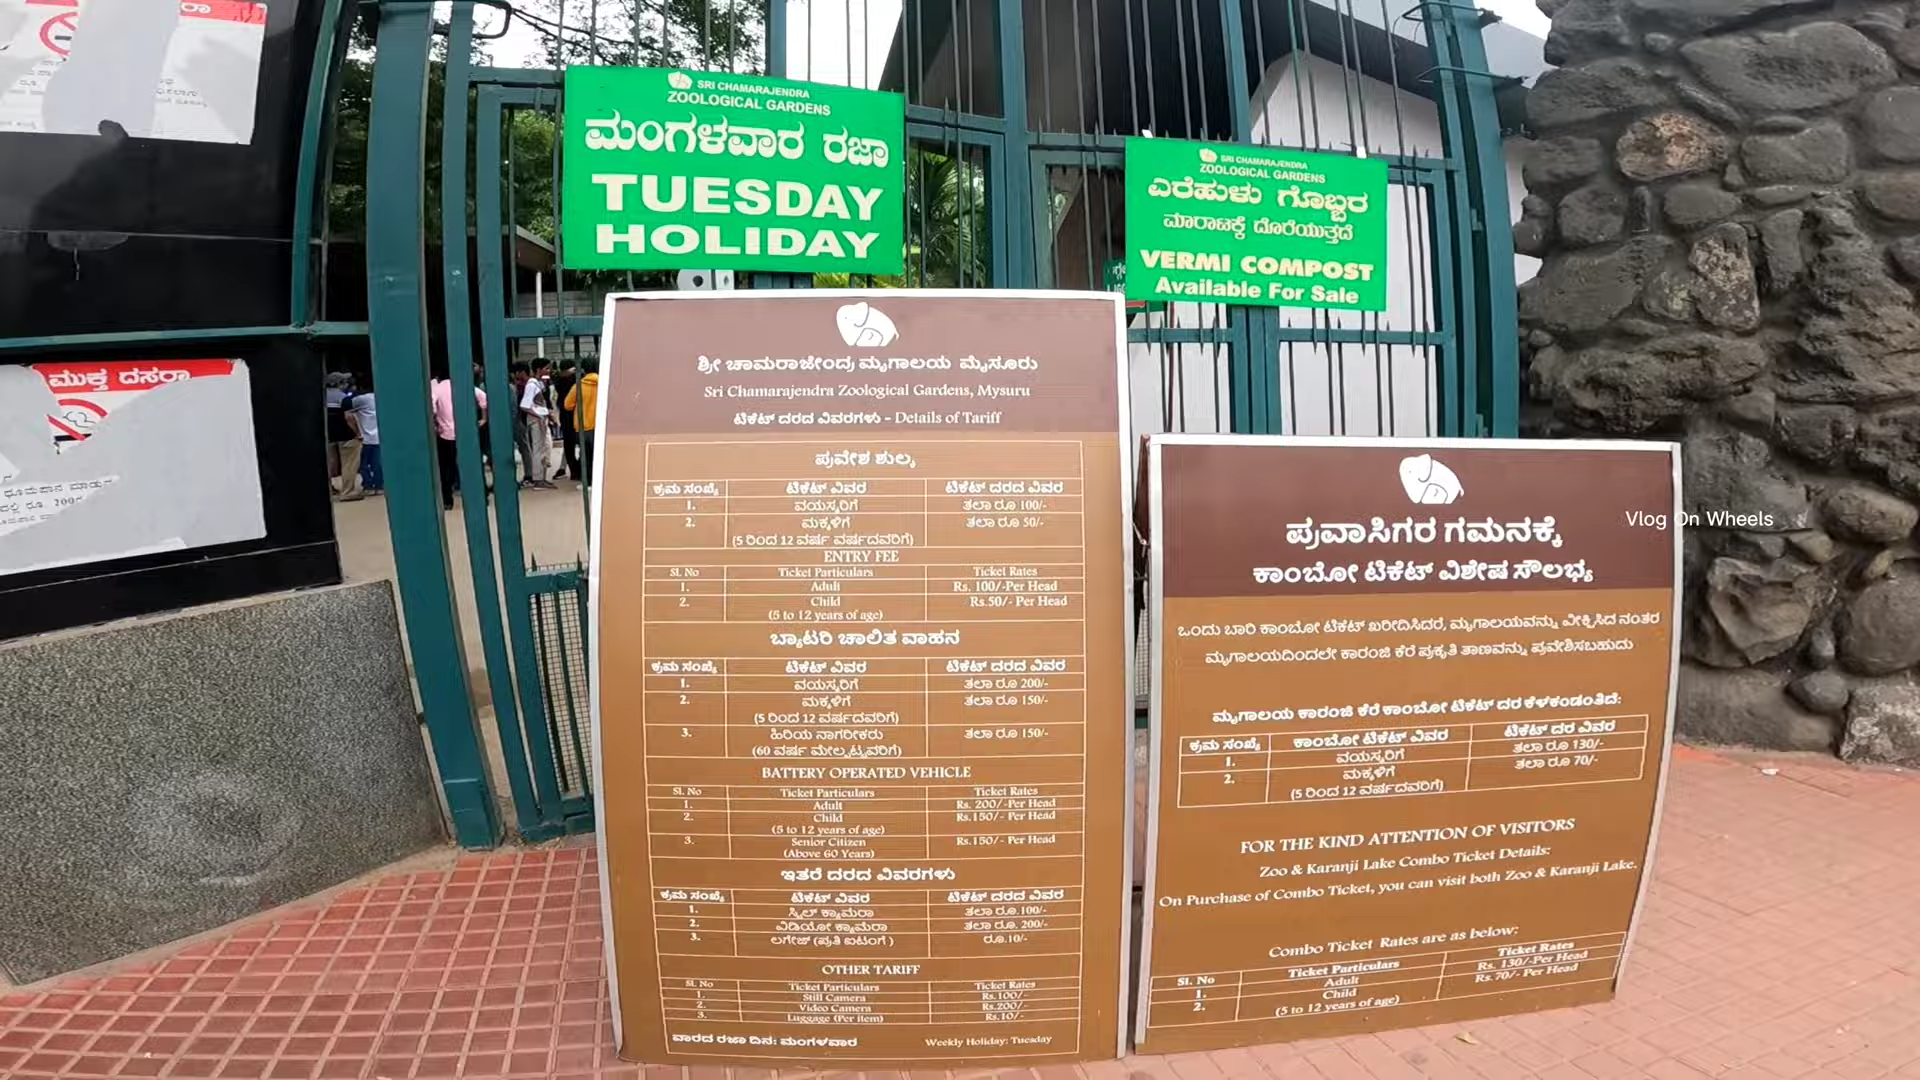 SRI CHAMARAJENDRA
ZOOLOGICAL GARDENS
ಮಂಗಳವಾರ ರಜಾ
TUESDAY
HOLIDAY
SRI CHAMARAJENDRA
ZOOLOGICAL GARDENS
ಎರೆಹುಳು ಗೊಬ್ಬರ
ಮಾರಾಟಕ್ಕೆ ದೊರೆಯುತ್ತದೆ
VERMI COMPOST
Available For Sale
ಮುಕ್ತ ದಸರಾ
ಶ್ರೀ ಚಾಮರಾಜೇಂದ್ರ ಮೃಗಾಲಯ ಮೈಸೂರು
Sri Chamarajendra Zoological Gardens, Mysuru
ಟಿಕೆಟ್ ದರದ ವಿವರಗಳು - Details of Tariff
ಪ್ರವೇಶ ಶುಲ್ಕ
ಕ್ರಮ ಸಂಖ್ಯೆ ಟಿಕೆಟ್ ವಿವರ ಟಿಕೆಟ್ ದರದ ವಿವರ
1. ವಯಸ್ಕರಿಗೆ ತಲಾ ರೂ 100/-
2. ಮಕ್ಕಳಿಗೆ ತಲಾ ರೂ 50/-
(5 ರಿಂದ 12 ವರ್ಷ ವರ್ಷದವರಿಗೆ)
ENTRY FEE
Sl. No Ticket Particulars Ticket Rates
1. Adult Rs. 100/-Per Head
2. Child Rs.50/- Per Head
(5 to 12 years of age)
ಬ್ಯಾಟರಿ ಚಾಲಿತ ವಾಹನ
ಕ್ರಮ ಸಂಖ್ಯೆ ಟಿಕೆಟ್ ವಿವರ ಟಿಕೆಟ್ ದರದ ವಿವರ
1. ವಯಸ್ಕರಿಗೆ ತಲಾ ರೂ 200/-
2. ಮಕ್ಕಳಿಗೆ ತಲಾ ರೂ 150/-
(5 ರಿಂದ 12 ವರ್ಷದವರಿಗೆ)
3. ಹಿರಿಯ ನಾಗರೀಕರು ತಲಾ ರೂ 150/-
(60 ವರ್ಷ ಮೇಲ್ಪಟ್ಟವರಿಗೆ)
BATTERY OPERATED VEHICLE
Sl. No Ticket Particulars Ticket Rates
1. Adult Rs. 200/-Per Head
2. Child Rs.150/- Per Head
(5 to 12 years of age)
3. Senior Citizen Rs.150/- Per Head
(Above 60 Years)
ಇತರೆ ದರದ ವಿವರಗಳು
ಕ್ರಮ ಸಂಖ್ಯೆ ಟಿಕೆಟ್ ವಿವರ ಟಿಕೆಟ್ ದರದ ವಿವರ
1. ಸ್ಟಿಲ್ ಕ್ಯಾಮೆರಾ ತಲಾ ರೂ.100/-
2. ವಿಡಿಯೋ ಕ್ಯಾಮೆರಾ ತಲಾ ರೂ. 200/-
3. ಲಗೇಜ್ (ಪ್ರತಿ ಐಟಂಗೆ ) ರೂ.10/-
OTHER TARIFF
Sl. No Ticket Particulars Ticket Rates
1. Still Camera Rs.100/-
2. Video Camera Rs.200/-
3. Luggage (Per item) Rs.10/-
ವಾರದ ರಜಾ ದಿನ: ಮಂಗಳವಾರ Weekly Holiday: Tuesday
ಪ್ರವಾಸಿಗರ ಗಮನಕ್ಕೆ
ಕಾಂಬೋ ಟಿಕೆಟ್ ವಿಶೇಷ ಸೌಲಭ್ಯ
ಒಂದು ಬಾರಿ ಕಾಂಬೋ ಟಿಕೆಟ್ ಖರೀದಿಸಿದರೆ, ಮೃಗಾಲಯವನ್ನು ವೀಕ್ಷಿಸಿದ ನಂತರ
ಮೃಗಾಲಯದಿಂದಲೇ ಕಾರಂಜಿ ಕೆರೆ ಪ್ರಕೃತಿ ತಾಣವನ್ನು ಪ್ರವೇಶಿಸಬಹುದು
ಮೃಗಾಲಯ ಕಾರಂಜಿ ಕೆರೆ ಕಾಂಬೋ ಟಿಕೆಟ್ ದರ ಕೆಳಕಂಡಂತಿದೆ:
ಕ್ರಮ ಸಂಖ್ಯೆ ಕಾಂಬೋ ಟಿಕೆಟ್ ವಿವರ ಟಿಕೆಟ್ ದರ ವಿವರ
1. ವಯಸ್ಕರಿಗೆ ತಲಾ ರೂ 130/-
2. ಮಕ್ಕಳಿಗೆ ತಲಾ ರೂ 70/-
(5 ರಿಂದ 12 ವರ್ಷದವರಿಗೆ)
FOR THE KIND ATTENTION OF VISITORS
Zoo & Karanji Lake Combo Ticket Details:
On Purchase of Combo Ticket, you can visit both Zoo & Karanji Lake.
Combo Ticket Rates are as below:
Sl. No Ticket Particulars Ticket Rates
1. Adult Rs. 130/-Per Head
2. Child Rs.70/- Per Head
(5 to 12 years of age)
Vlog On Wheels